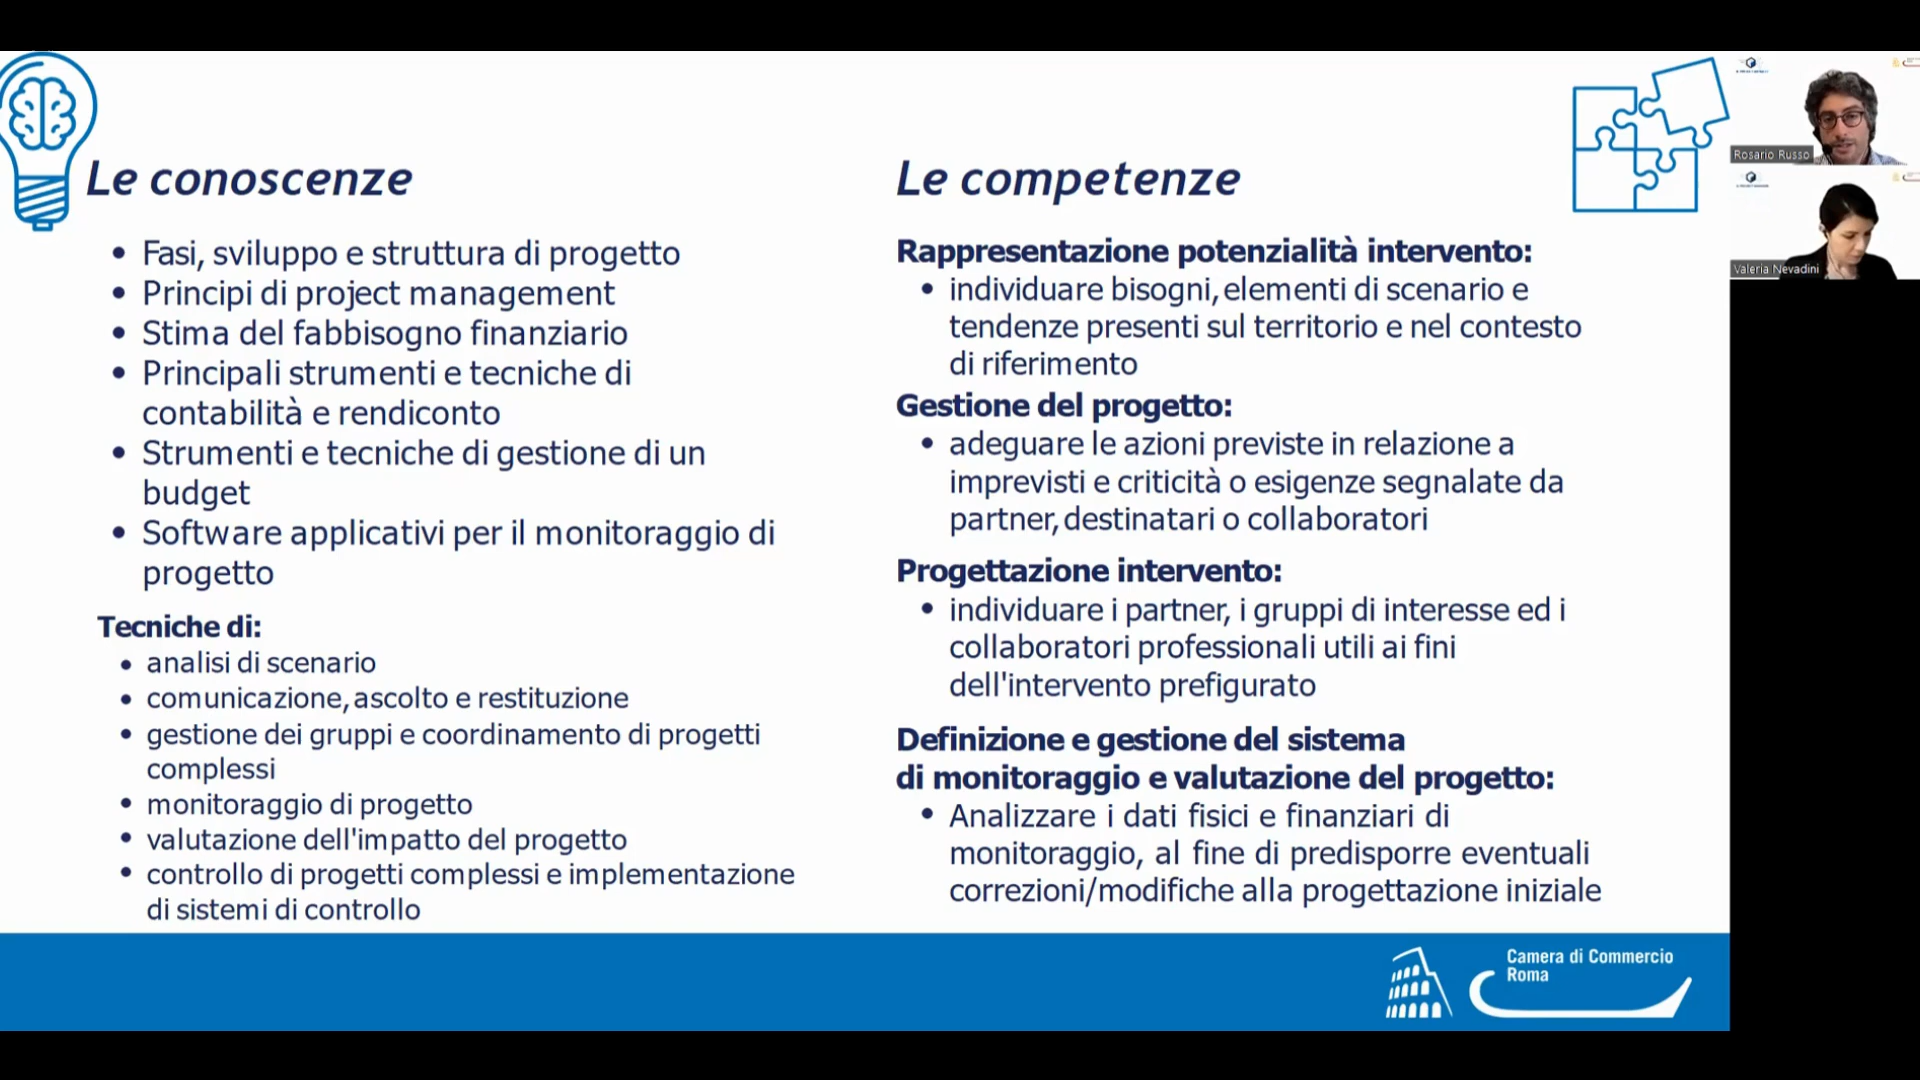 Le conoscenze
• Fasi, sviluppo e struttura di progetto
• Principi di project management
• Stima del fabbisogno finanziario
• Principali strumenti e tecniche di
contabilità e rendiconto
• Strumenti e tecniche di gestione di un
budget
• Software applicativi per il monitoraggio di
progetto
Tecniche di:
• analisi di scenario
• comunicazione, ascolto e restituzione
• gestione dei gruppi e coordinamento di progetti
complessi
• monitoraggio di progetto
• valutazione dell'impatto del progetto
• controllo di progetti complessi e implementazione
di sistemi di controllo
Le competenze
Rappresentazione potenzialità intervento:
• individuare bisogni, elementi di scenario e
tendenze presenti sul territorio e nel contesto
di riferimento
Gestione del progetto:
• adeguare le azioni previste in relazione a
imprevisti e criticità o esigenze segnalate da
partner, destinatari o collaboratori
Progettazione intervento:
• individuare i partner, i gruppi di interesse ed i
collaboratori professionali utili ai fini
dell'intervento prefigurato
Definizione e gestione del sistema
di monitoraggio e valutazione del progetto:
• Analizzare i dati fisici e finanziari di
monitoraggio, al fine di predisporre eventuali
correzioni/modifiche alla progettazione iniziale
Rosario Russo
Valeria Nevadini
Camera di Commercio
Roma